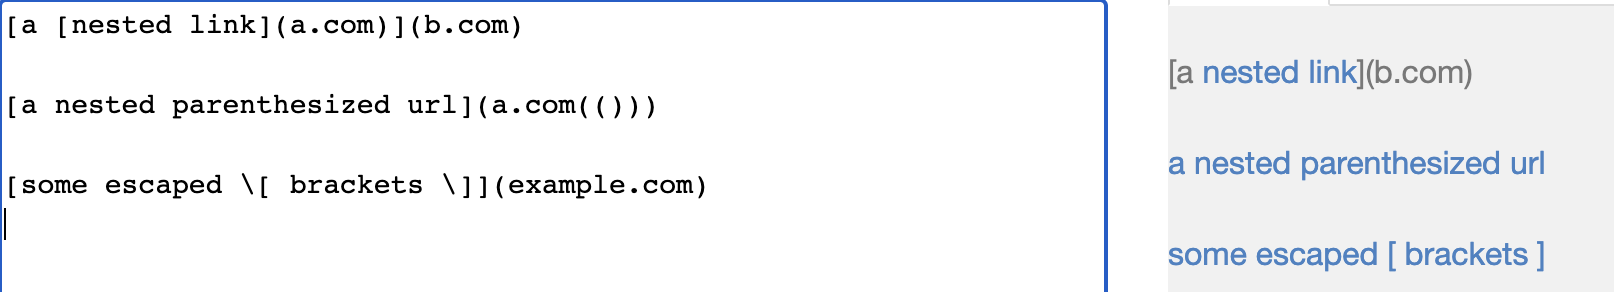 [a [nested link](a.com)](b.com)
[a nested parenthesized url](a.com(()))
[some escaped \[ brackets \]](example.com)
[a nested link](b.com)
a nested parenthesized url
some escaped [ brackets ]